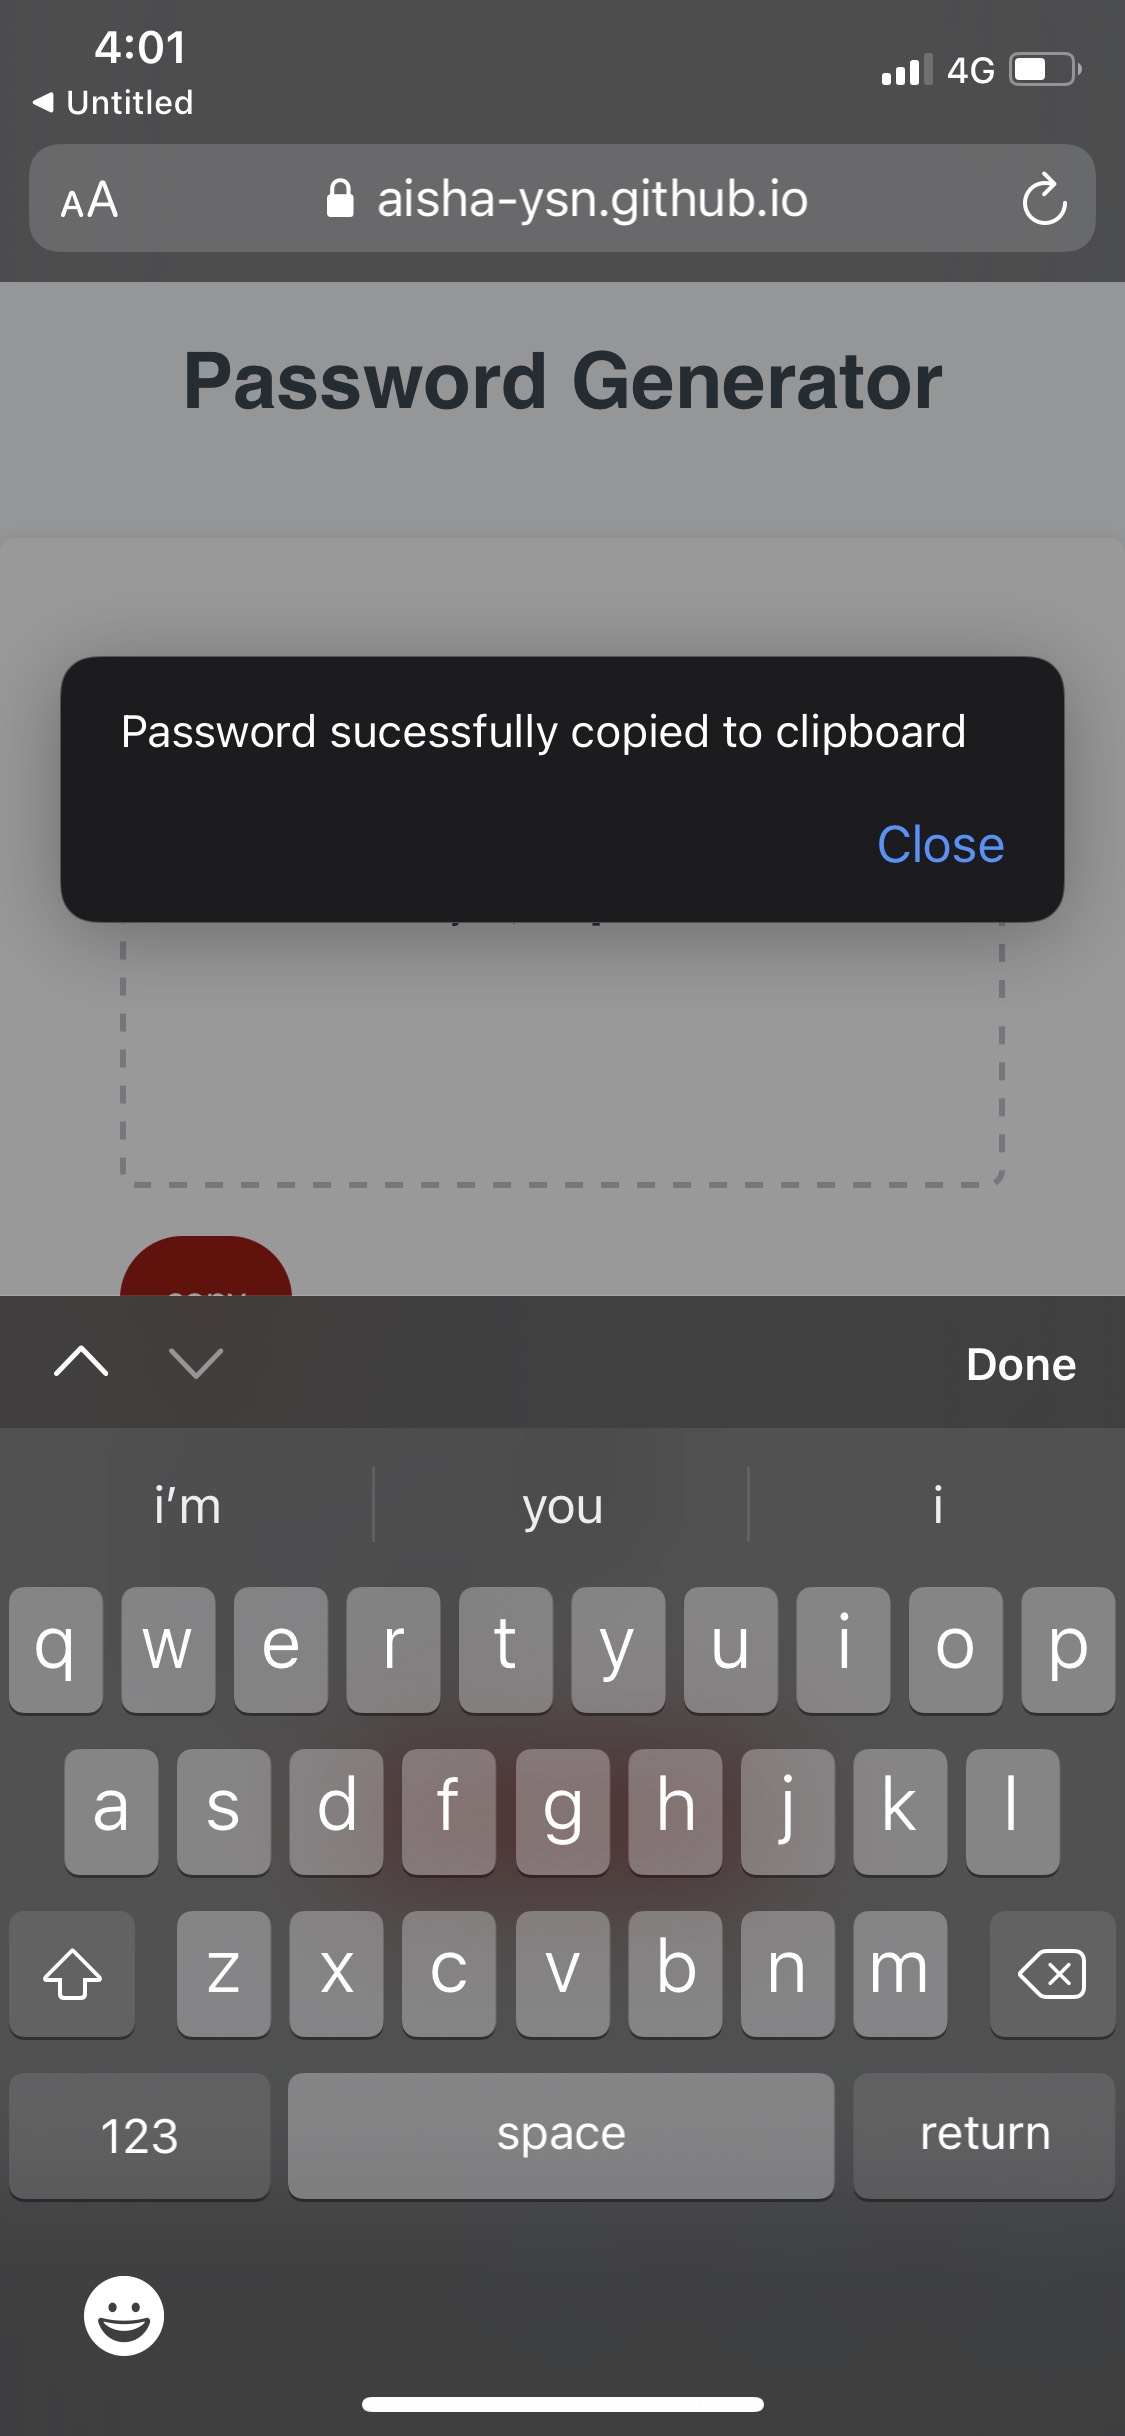 4:01
4G
Untitled
AA aisha-ysn.github.io
Password Generator
Password sucessfully copied to clipboard
Close
Done
i'm you i
q w e r t y u i o p
a s d f g h j k l
z x c v b n m
123 space return